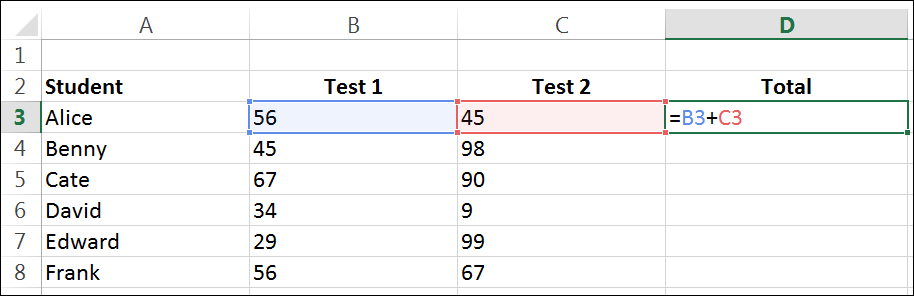 A B C D
1
2 Student Test 1 Test 2 Total
3 Alice 56 45 =B3+C3
4 Benny 45 98
5 Cate 67 90
6 David 34 9
7 Edward 29 99
8 Frank 56 67